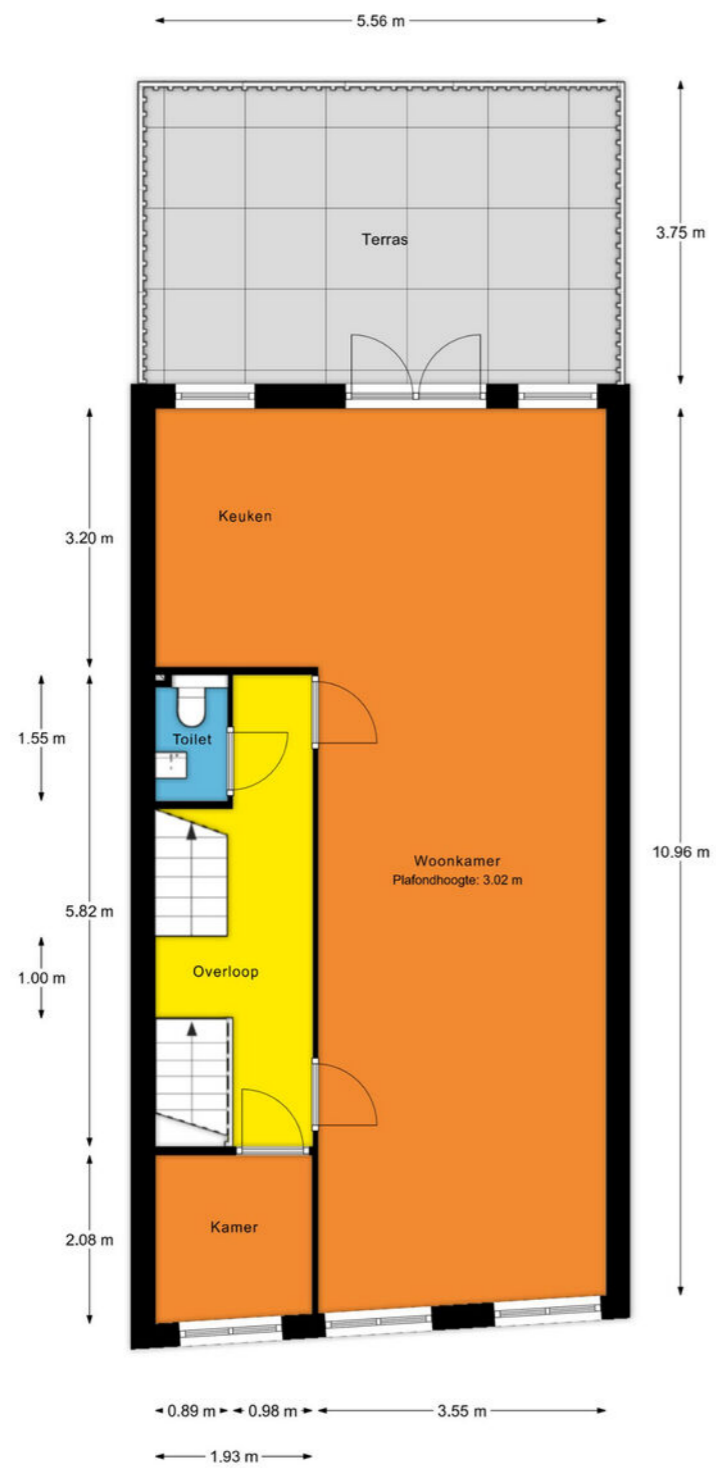 5.56 m
Terras
3.75 m
Keuken
3.20 m
Toilet
1.55 m
Woonkamer
Plafondhoogte: 3.02 m
10.96 m
5.82 m
Overloop
1.00 m
Kamer
2.08 m
0.89 m
0.98 m
3.55 m
1.93 m